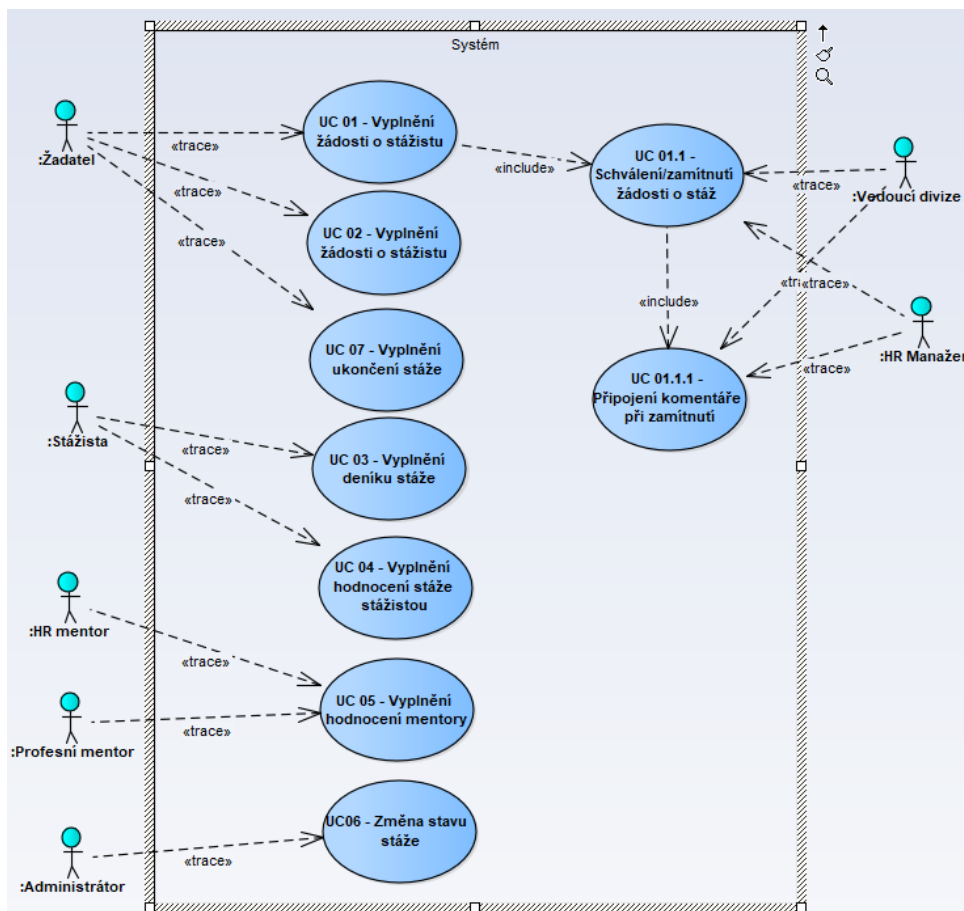 Systém
UC 01 - Vyplnění
žádosti o stážistu
:Žadatel
«trace»
«include»
UC 01.1 -
Schválení/zamítnutí
žádosti o stáž
«trace»
:Vedoucí divize
«trace»
UC 02 - Vyplnění
žádosti o stážistu
«trace»
«trace»
«include»
UC 07 - Vyplnění
ukončení stáže
:HR Manažer
«trace»
UC 01.1.1 -
Připojení komentáře
při zamítnutí
:Stážista
«trace»
UC 03 - Vyplnění
deníku stáže
«trace»
UC 04 - Vyplnění
hodnocení stáže
stážistou
:HR mentor
«trace»
UC 05 - Vyplnění
hodnocení mentory
«trace»
:Profesní mentor
UC06 - Změna stavu
stáže
«trace»
:Administrátor